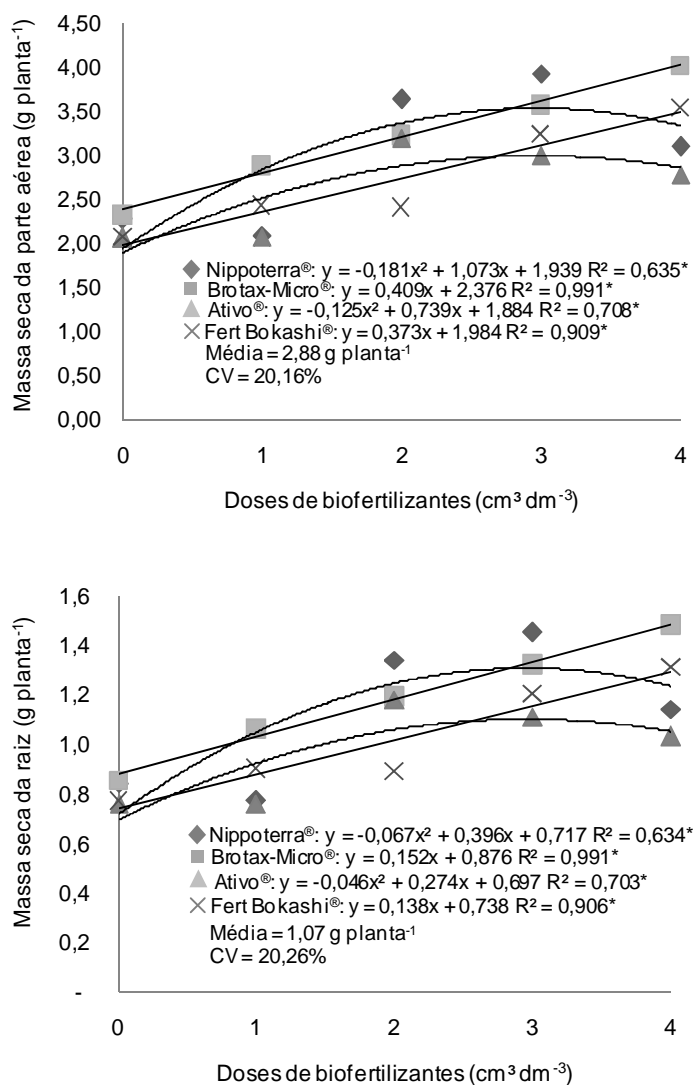 Massa seca da parte aérea (g planta⁻¹)
4,50
4,00
3,50
3,00
2,50
2,00
1,50
1,00
0,50
0,00
Nippoterra®: y = -0,181x² + 1,073x + 1,939 R² = 0,635*
Brotax-Micro®: y = 0,409x + 2,376 R² = 0,991*
Ativo®: y = -0,125x² + 0,739x + 1,884 R² = 0,708*
Fert Bokashi®: y = 0,373x + 1,984 R² = 0,909*
Média = 2,88 g planta⁻¹
CV = 20,16%
0 1 2 3 4
Doses de biofertilizantes (cm³ dm⁻³)
Massa seca da raiz (g planta⁻¹)
1,6
1,4
1,2
1,0
0,8
0,6
0,4
0,2
-
Nippoterra®: y = -0,067x² + 0,396x + 0,717 R² = 0,634*
Brotax-Micro®: y = 0,152x + 0,876 R² = 0,991*
Ativo®: y = -0,046x² + 0,274x + 0,697 R² = 0,703*
Fert Bokashi®: y = 0,138x + 0,738 R² = 0,906*
Média = 1,07 g planta⁻¹
CV = 20,26%
0 1 2 3 4
Doses de biofertilizantes (cm³ dm⁻³)